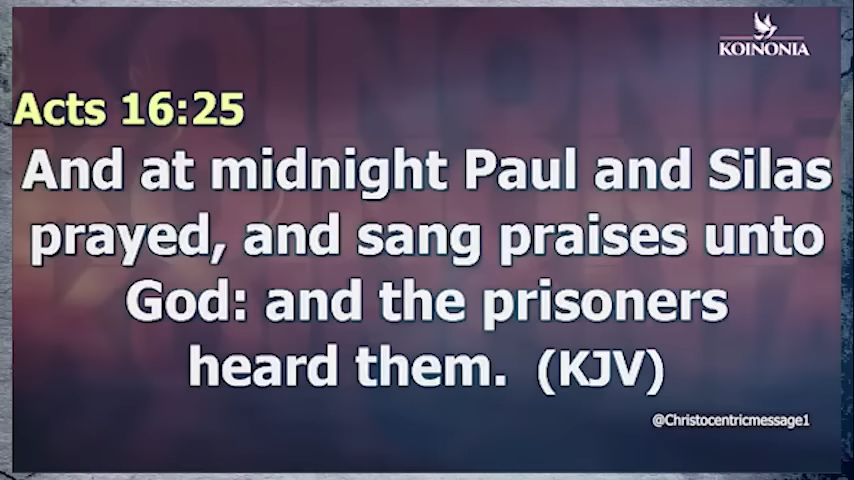 KOINONIA
Acts 16:25
And at midnight Paul and Silas
prayed, and sang praises unto
God: and the prisoners
heard them. (KJV)
@Christocentricmessage1